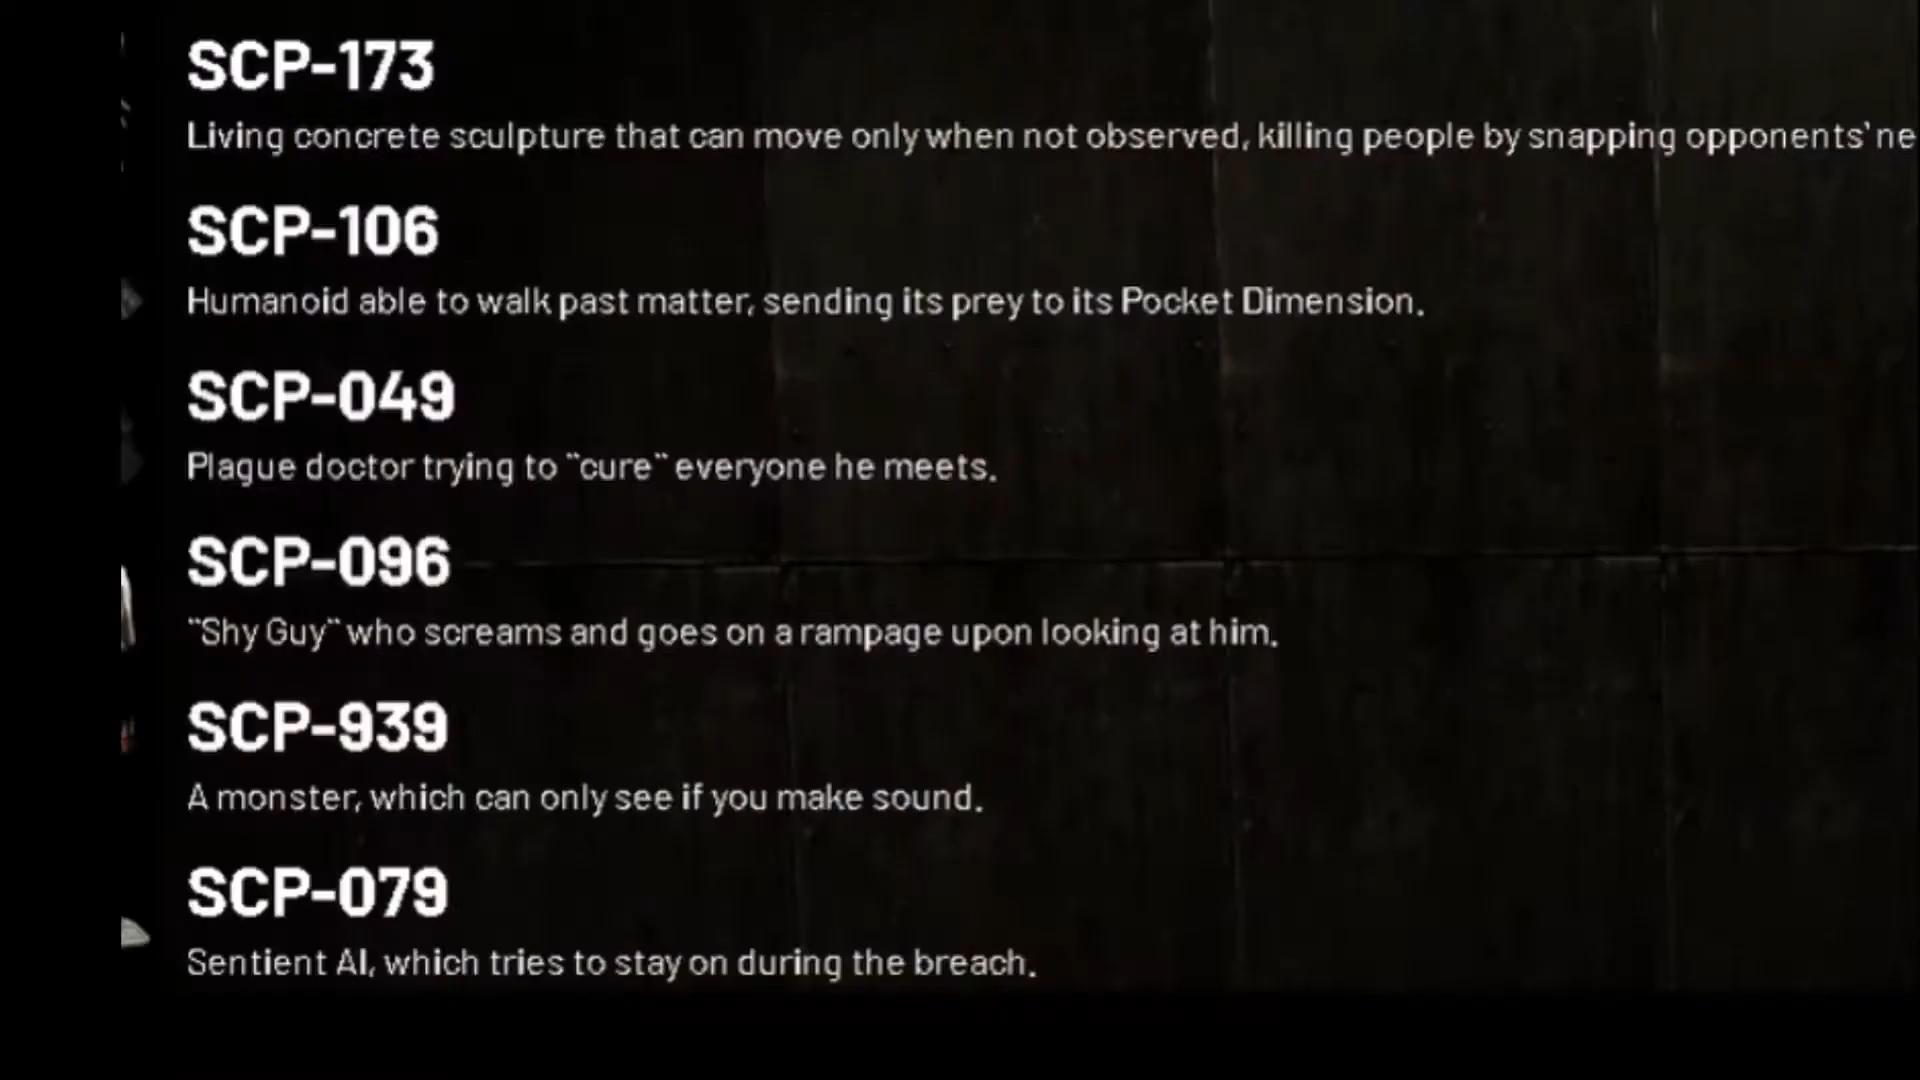 SCP-173
Living concrete sculpture that can move only when not observed, killing people by snapping opponents'
SCP-106
Humanoid able to walk past matter, sending its prey to its Pocket Dimension.
SCP-049
Plague doctor trying to "cure" everyone he meets.
SCP-096
"Shy Guy" who screams and goes on a rampage upon looking at him.
SCP-939
A monster, which can only see if you make sound.
SCP-079
Sentient AI, which tries to stay on during the breach.